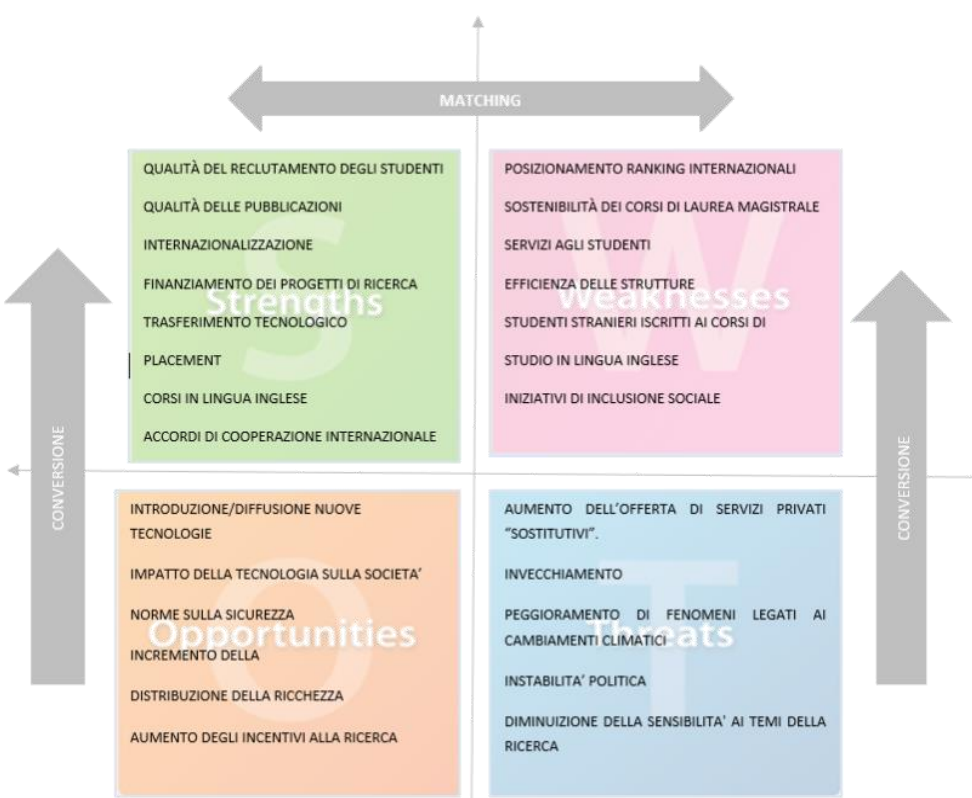 MATCHING
QUALITÀ DEL RECLUTAMENTO DEGLI STUDENTI
QUALITÀ DELLE PUBBLICAZIONI
INTERNAZIONALIZZAZIONE
FINANZIAMENTO DEI PROGETTI DI RICERCA
Strengths
TRASFERIMENTO TECNOLOGICO
PLACEMENT
CORSI IN LINGUA INGLESE
ACCORDI DI COOPERAZIONE INTERNAZIONALE
S
POSIZIONAMENTO RANKING INTERNAZIONALI
SOSTENIBILITÀ DEI CORSI DI LAUREA MAGISTRALE
SERVIZI AGLI STUDENTI
EFFICIENZA DELLE STRUTTURE
Weaknesses
STUDENTI STRANIERI ISCRITTI AI CORSI DI
STUDIO IN LINGUA INGLESE
INIZIATIVI DI INCLUSIONE SOCIALE
W
CONVERSIONE
CONVERSIONE
INTRODUZIONE/DIFFUSIONE NUOVE
TECNOLOGIE
IMPATTO DELLA TECNOLOGIA SULLA SOCIETA’
NORME SULLA SICUREZZA
Opportunities
INCREMENTO DELLA
DISTRIBUZIONE DELLA RICCHEZZA
AUMENTO DEGLI INCENTIVI ALLA RICERCA
O
AUMENTO DELL’OFFERTA DI SERVIZI PRIVATI
“SOSTITUTIVI”.
INVECCHIAMENTO
PEGGIORAMENTO DI FENOMENI LEGATI AI
CAMBIAMENTI CLIMATICI
Threats
INSTABILITA’ POLITICA
DIMINUIZIONE DELLA SENSIBILITA’ AI TEMI DELLA
RICERCA
T